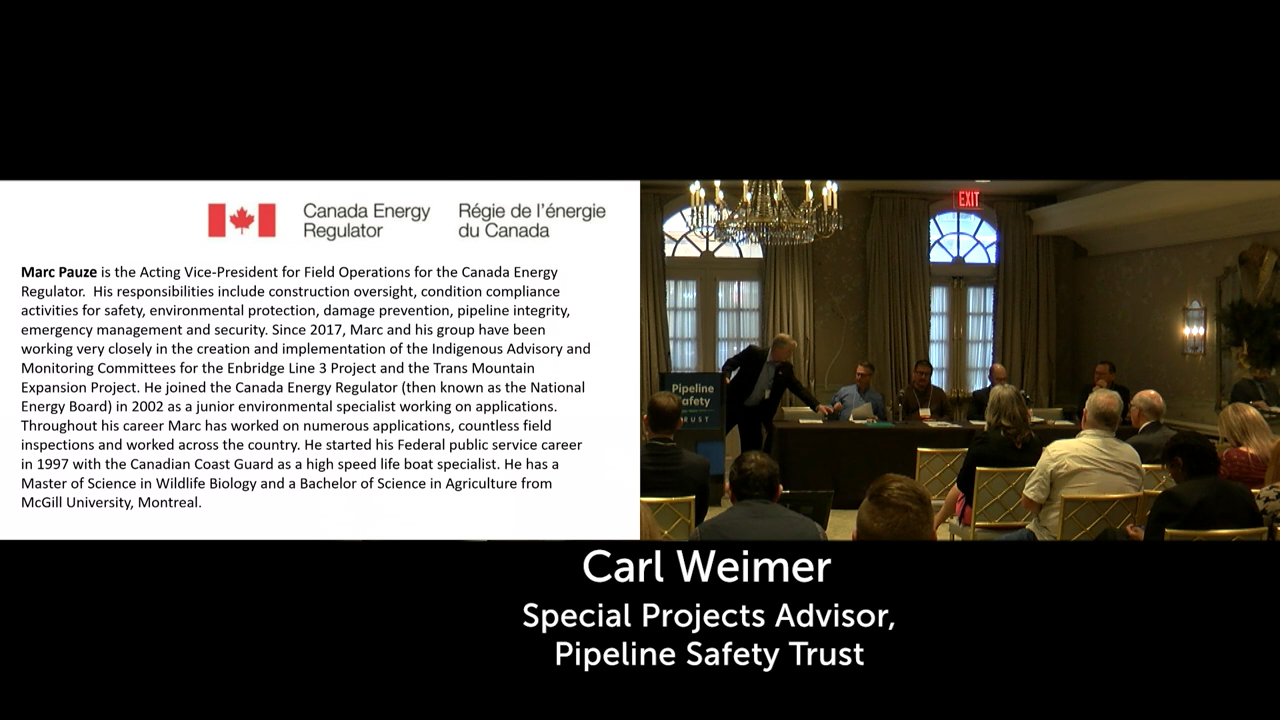 Canada Energy
Regulator
Régie de l'énergie
du Canada
Marc Pauze is the Acting Vice-President for Field Operations for the Canada Energy
Regulator.  His responsibilities include construction oversight, condition compliance
activities for safety, environmental protection, damage prevention, pipeline integrity,
emergency management and security. Since 2017, Marc and his group have been
working very closely in the creation and implementation of the Indigenous Advisory and
Monitoring Committees for the Enbridge Line 3 Project and the Trans Mountain
Expansion Project. He joined the Canada Energy Regulator (then known as the National
Energy Board) in 2002 as a junior environmental specialist working on applications.
Throughout his career Marc has worked on numerous applications, countless field
inspections and worked across the country. He started his Federal public service career
in 1997 with the Canadian Coast Guard as a high speed life boat specialist. He has a
Master of Science in Wildlife Biology and a Bachelor of Science in Agriculture from
McGill University, Montreal.
EXIT
Pipeline
Safety
TRUST
Carl Weimer
Special Projects Advisor,
Pipeline Safety Trust